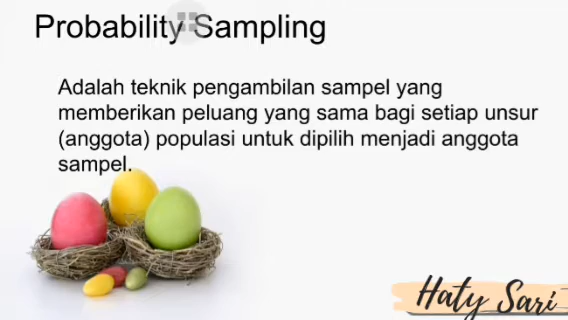 Probability Sampling
Adalah teknik pengambilan sampel yang
memberikan peluang yang sama bagi setiap unsur
(anggota) populasi untuk dipilih menjadi anggota
sampel.
Haty Sari